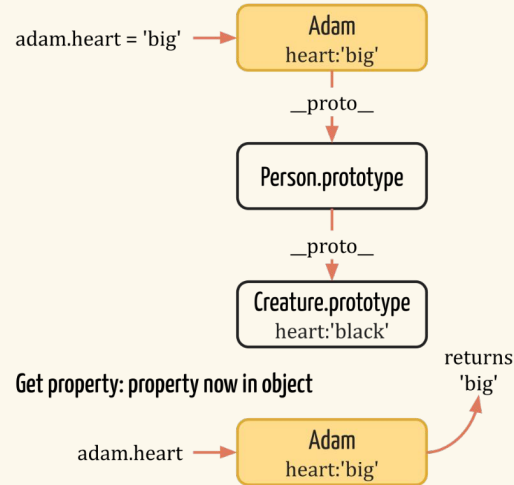 Adam
adam.heart = 'big'
heart:'big'
__proto__
Person.prototype
__proto__
Creature.prototype
heart:'black'
returns
'big'
Get property: property now in object
Adam
adam.heart
heart:'big'